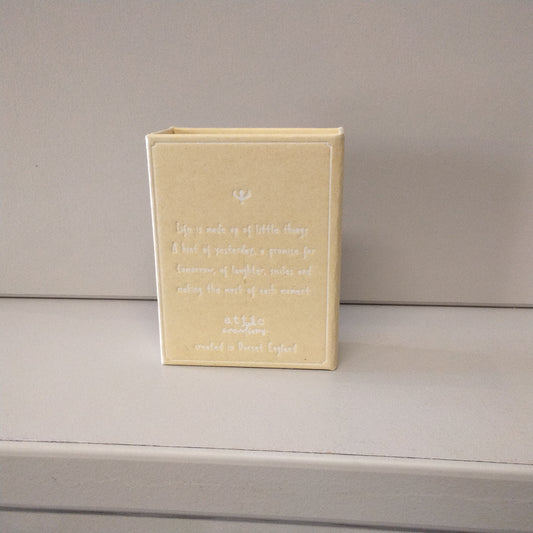 Life is made up of little things
A hint of yesterday, a promise for
tomorrow, of laughter, smiles and
making the most of each moment
attic
creations
created in Dorset England